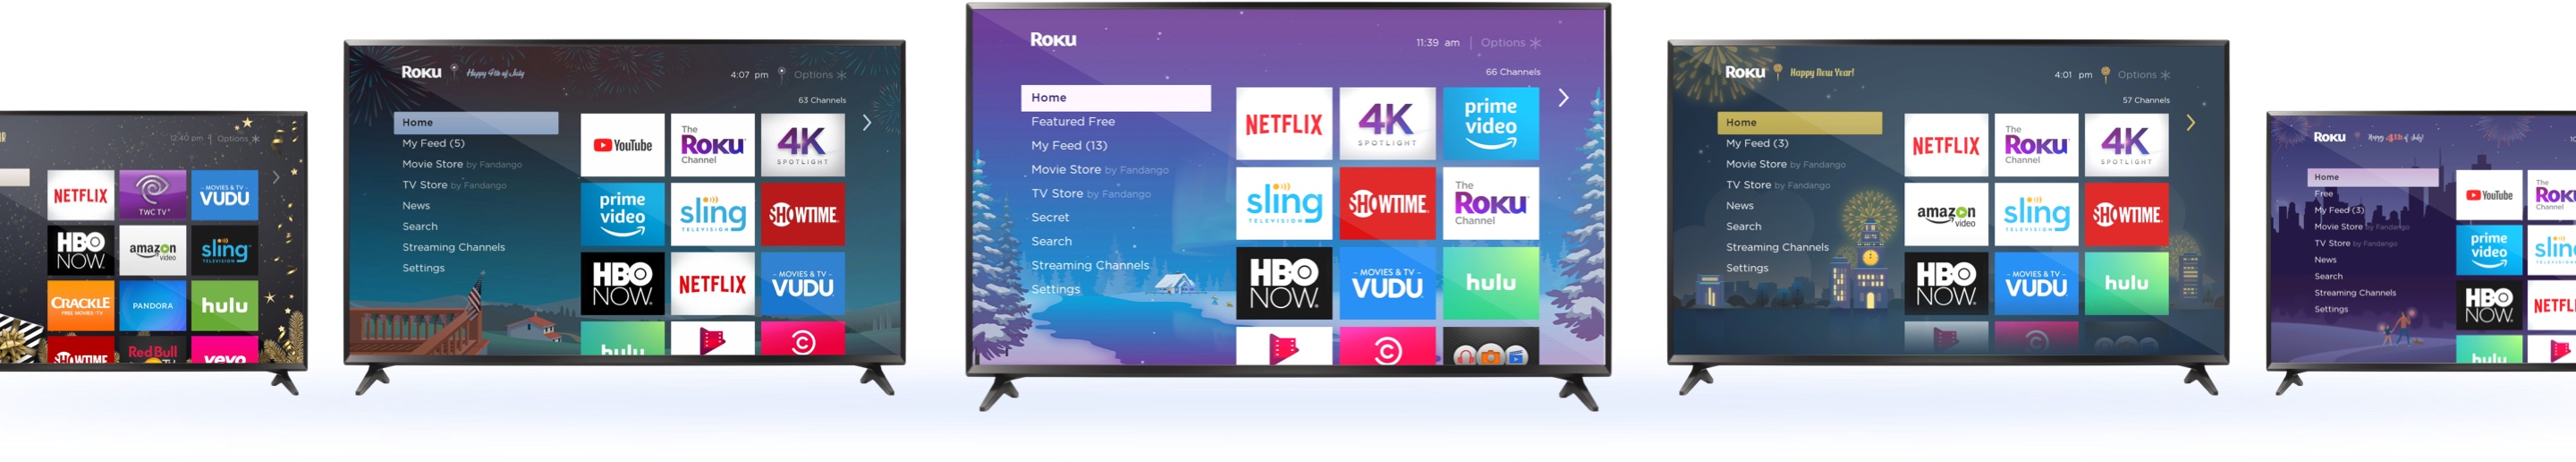 12:40 pm | Options
NETFLIX
TWC TV
MOVIES & TV
VUDU
HBO
NOW
amazon
video
sling
TELEVISION
CRACKLE
FREE MOVIES+TV
PANDORA
hulu
SHOWTIME
Red Bull
TV
vevo
Roku Happy 4th of July
4:07 pm Options
63 Channels
Home
My Feed (5)
Movie Store by Fandango
TV Store by Fandango
News
Search
Streaming Channels
Settings
YouTube
The
Roku
Channel
4K
SPOTLIGHT
prime
video
sling
TELEVISION
SHOWTIME
HBO
NOW
NETFLIX
MOVIES & TV
VUDU
hulu
Roku
11:39 am | Options
66 Channels
Home
Featured Free
My Feed (13)
Movie Store by Fandango
TV Store by Fandango
Secret
Search
Streaming Channels
Settings
NETFLIX
4K
SPOTLIGHT
prime
video
sling
TELEVISION
SHOWTIME
The
Roku
Channel
HBO
NOW
MOVIES & TV
VUDU
hulu
Roku Happy New Year!
4:01 pm Options
57 Channels
Home
My Feed (3)
Movie Store by Fandango
TV Store by Fandango
News
Search
Streaming Channels
Settings
NETFLIX
The
Roku
Channel
4K
SPOTLIGHT
amazon
video
sling
TELEVISION
SHOWTIME
HBO
NOW
MOVIES & TV
VUDU
hulu
Roku Happy 4th of July!
Home
Free
My Feed (3)
Movie Store by Fandango
TV Store by Fandango
News
Search
Streaming Channels
Settings
YouTube
The
Roku
Channel
prime
video
sling
HBO
NOW
NETFLIX
hulu